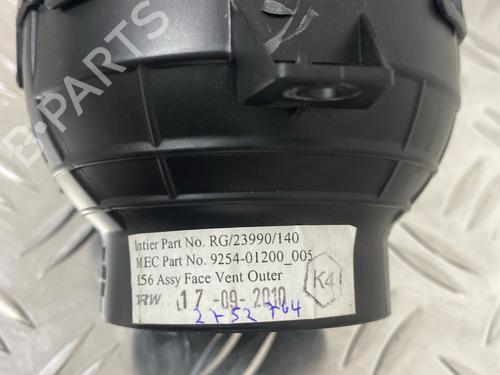 B-PARTS
Intier Part No. RG/23990/140
MEC Part No. 9254-01200_005
156 Assy Face Vent Outer
K4
TRW 17-09-2010
2752764